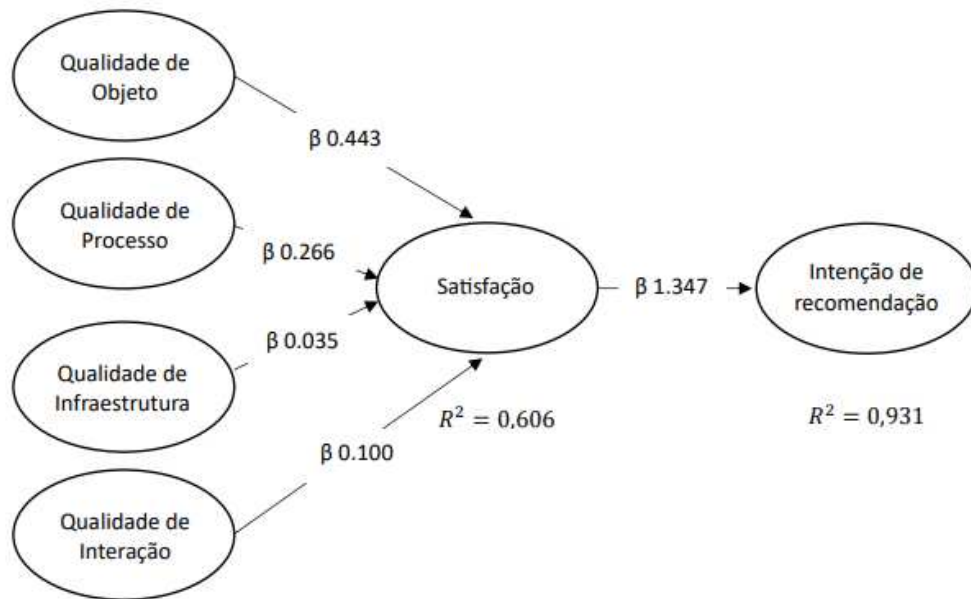 Qualidade de
Objeto
β 0.443
Qualidade de
Processo
β 0.266
Satisfação
β 1.347
Intenção de
recomendação
β 0.035
Qualidade de
Infraestrutura
R² = 0,606
R² = 0,931
β 0.100
Qualidade de
Interação